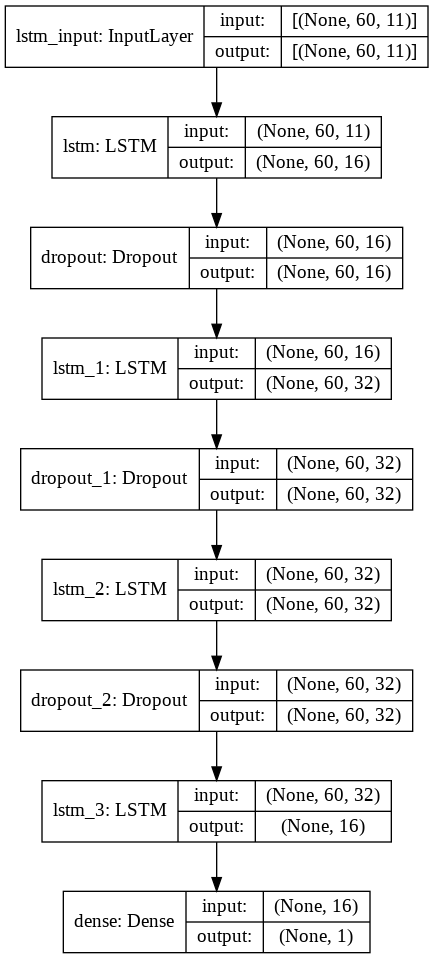 lstm_input: InputLayer input: [(None, 60, 11)]
output: [(None, 60, 11)]
lstm: LSTM input: (None, 60, 11)
output: (None, 60, 16)
dropout: Dropout input: (None, 60, 16)
output: (None, 60, 16)
lstm_1: LSTM input: (None, 60, 16)
output: (None, 60, 32)
dropout_1: Dropout input: (None, 60, 32)
output: (None, 60, 32)
lstm_2: LSTM input: (None, 60, 32)
output: (None, 60, 32)
dropout_2: Dropout input: (None, 60, 32)
output: (None, 60, 32)
lstm_3: LSTM input: (None, 60, 32)
output: (None, 16)
dense: Dense input: (None, 16)
output: (None, 1)